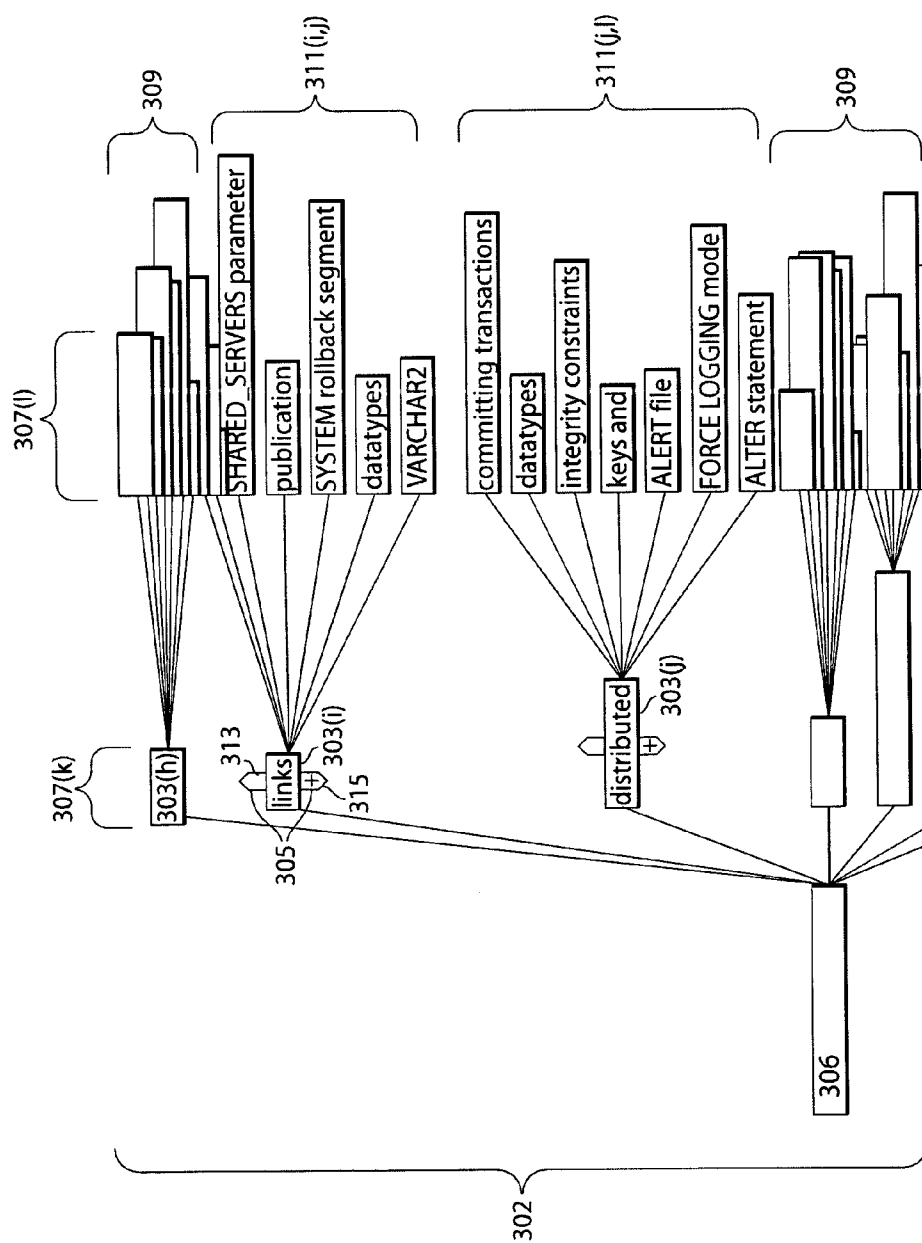 307(l)
309
311(i,j)
311(j,l)
309
307(k)
303(h)
SHARED_SERVERS parameter
publication
SYSTEM rollback segment
datatypes
VARCHAR2
313
303(i)
links
305
315
committing transactions
datatypes
integrity constraints
keys and
ALERT file
FORCE LOGGING mode
ALTER statement
distributed
303(j)
306
302